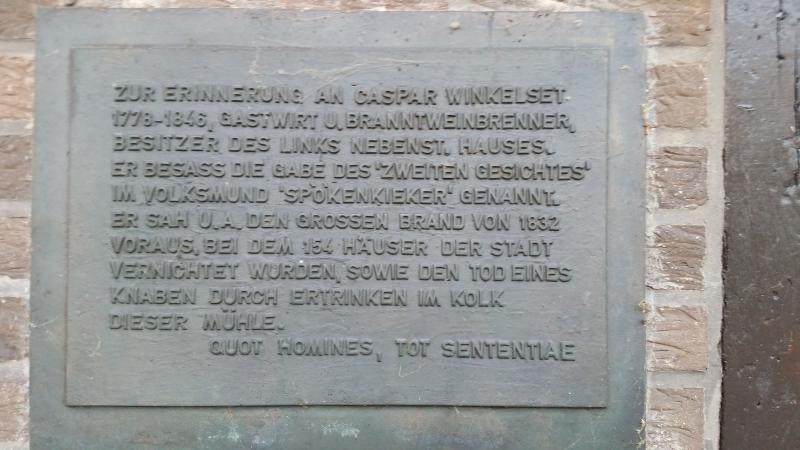 ZUR ERINNERUNG AN CASPAR WINKELSET
1778-1846, GASTWIRT U. BRANNTWEINBRENNER,
BESITZER DES LINKS NEBENST. HAUSES.
ER BESASS DIE GABE DES "ZWEITEN GESICHTES"
IM VOLKSMUND "SPÖKENKIEKER" GENANNT.
ER SAH U.A. DEN GROSSEN BRAND VON 1832
VORAUS, BEI DEM 154 HÄUSER DER STADT
VERNICHTET WURDEN, SOWIE DEN TOD EINES
KNABEN DURCH ERTRINKEN IM KOLK
DIESER MÜHLE.
QUOT HOMINES, TOT SENTENTIAE